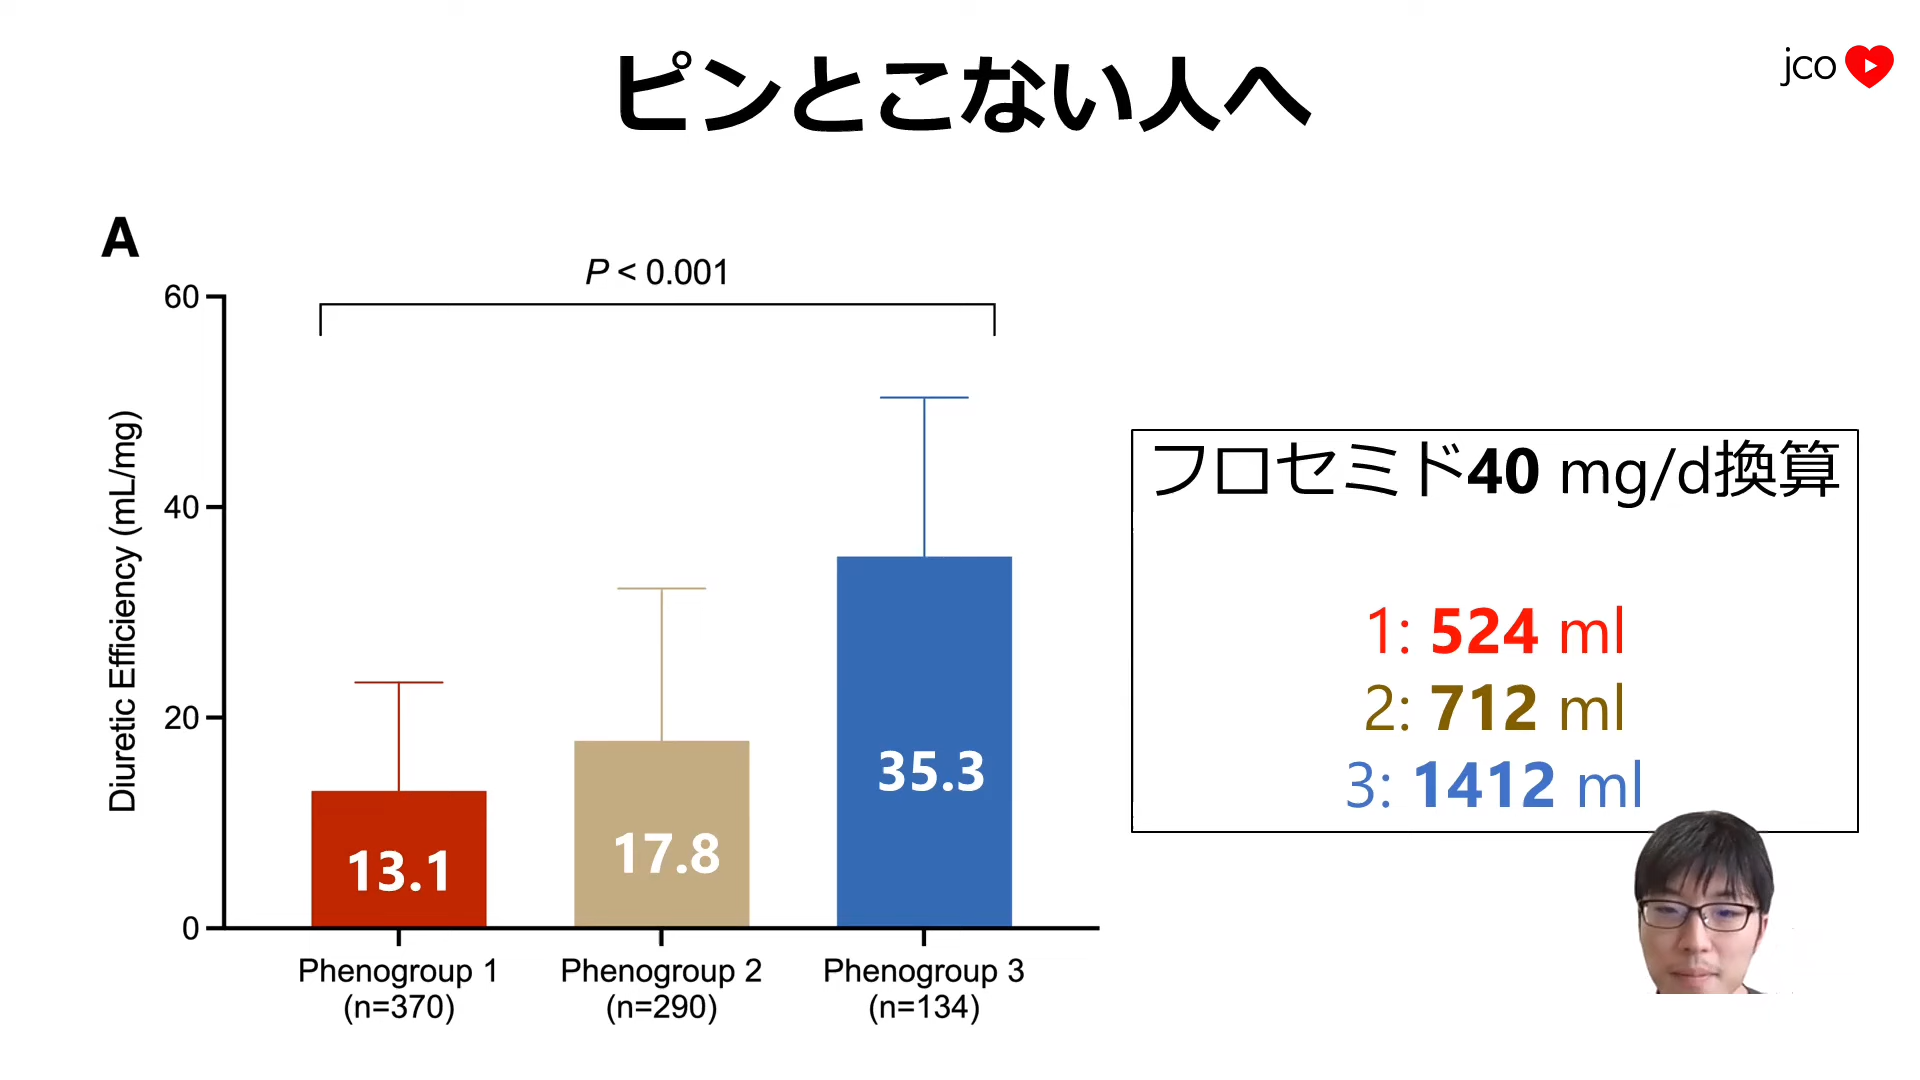 ピンとこない人へ
jco
A
P < 0.001
60
40
20
0
Diuretic Efficiency (mL/mg)
13.1
17.8
35.3
Phenogroup 1
(n=370)
Phenogroup 2
(n=290)
Phenogroup 3
(n=134)
フロセミド40 mg/d換算
1: 524 ml
2: 712 ml
3: 1412 ml